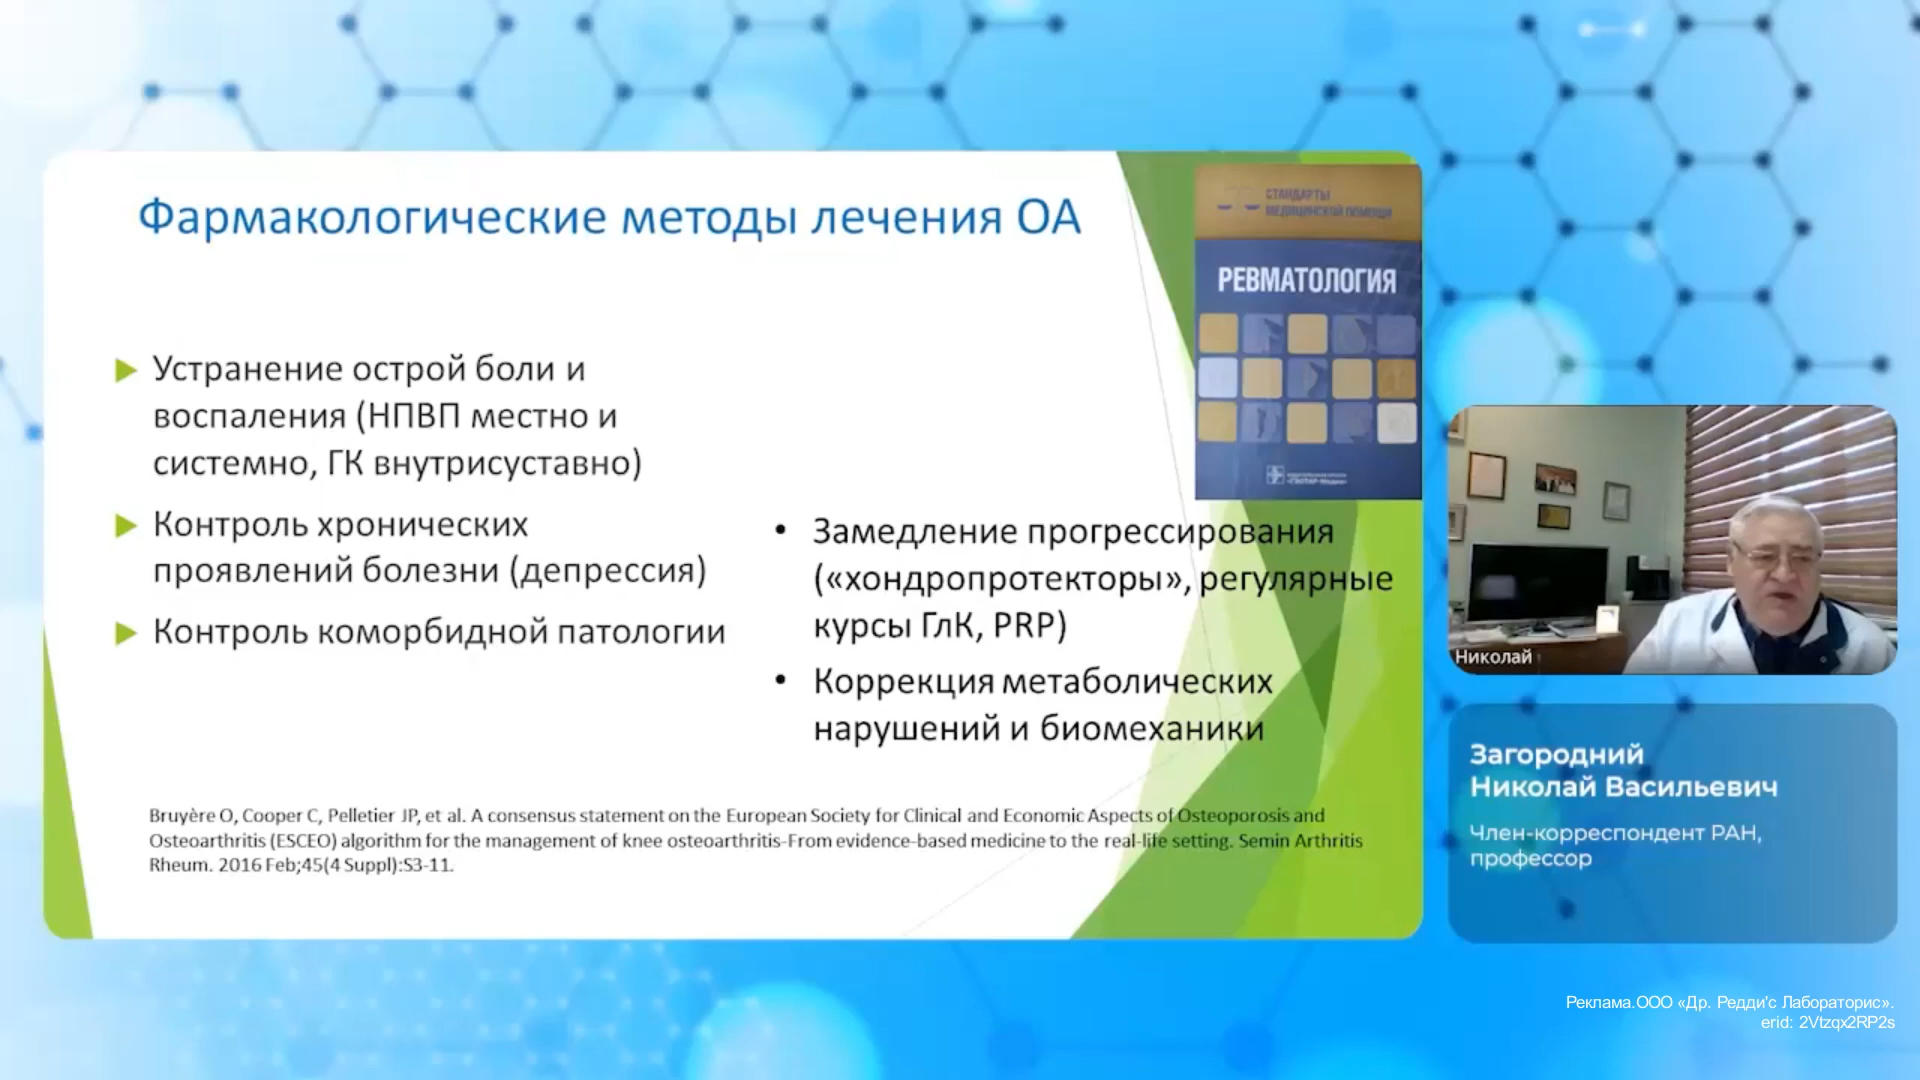 Фармакологические методы лечения ОА
СТАНДАРТЫ
МЕДИЦИНСКОЙ ПОМОЩИ
РЕВМАТОЛОГИЯ
Устранение острой боли и
воспаления (НПВП местно и
системно, ГК внутрисуставно)
Контроль хронических
проявлений болезни (депрессия)
Контроль коморбидной патологии
• Замедление прогрессирования
(«хондропротекторы», регулярные
курсы ГлК, PRP)
• Коррекция метаболических
нарушений и биомеханики
Bruyère O, Cooper C, Pelletier JP, et al. A consensus statement on the European Society for Clinical and Economic Aspects of Osteoporosis and
Osteoarthritis (ESCEO) algorithm for the management of knee osteoarthritis-From evidence-based medicine to the real-life setting. Semin Arthritis
Rheum. 2016 Feb;45(4 Suppl):S3-11.
Николай
Загородний
Николай Васильевич
Член-корреспондент РАН,
профессор
Реклама.ООО «Др. Редди'с Лабораторис».
erid: 2Vtzqx2RP2s